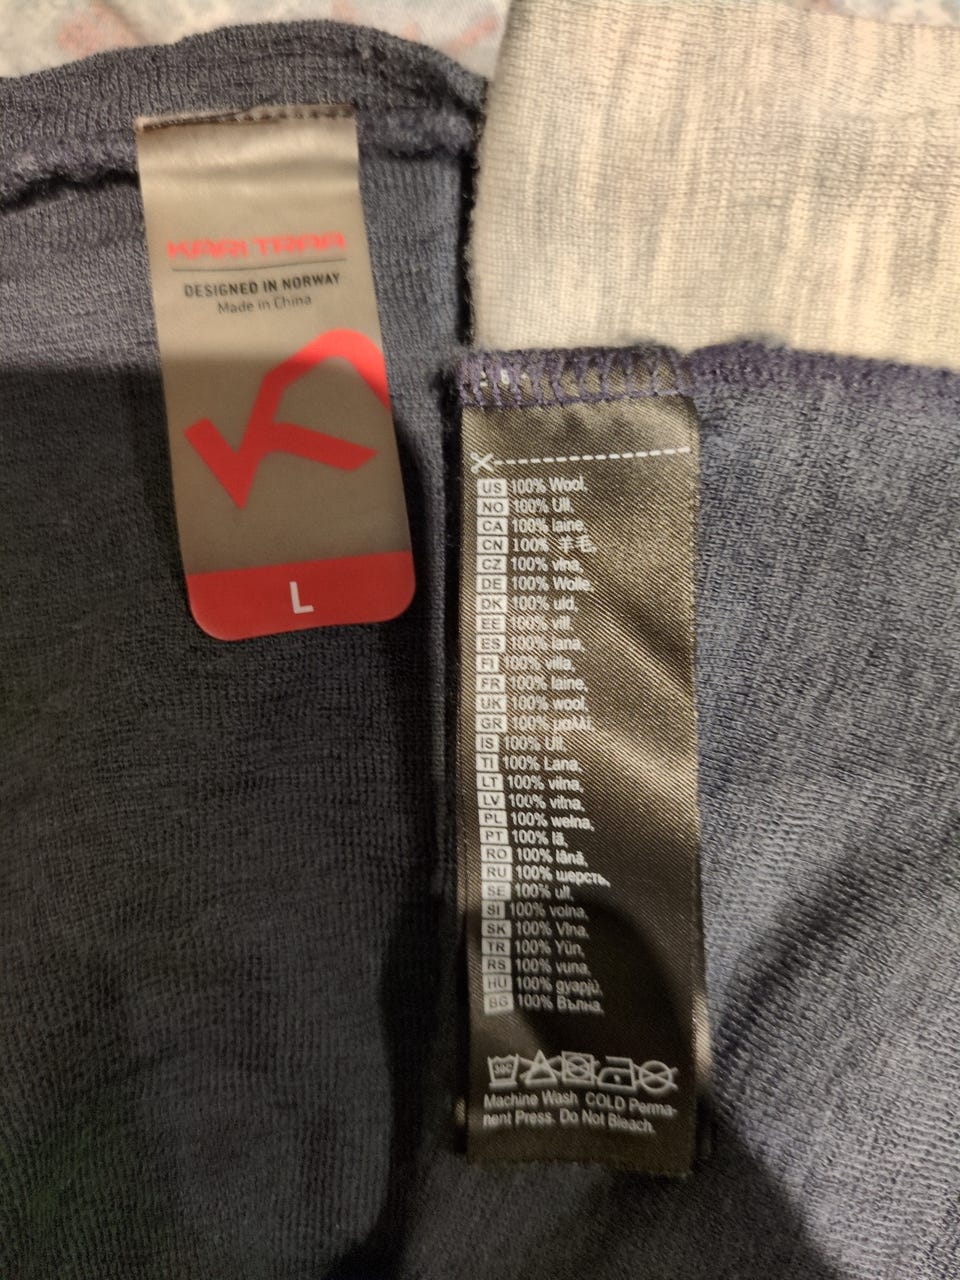 KARI TRAA
DESIGNED IN NORWAY
Made in China
L
US 100% Wool,
NO 100% Ull,
CA 100% laine,
CN 100% 羊毛,
CZ 100% vlna,
DE 100% Wolle,
DK 100% uld,
EE 100% vill,
ES 100% lana,
FI 100% villa,
FR 100% laine,
UK 100% wool,
GR 100% μαλλί,
IS 100% Ull,
TI 100% Lana,
LT 100% vilna,
LV 100% vilna,
PL 100% wełna,
PT 100% lã,
RO 100% lână,
RU 100% шерсть,
SE 100% ull,
SI 100% volna,
SK 100% Vlna,
TR 100% Yün,
RS 100% vuna,
HU 100% gyapjú,
BG 100% Вълна,
30C
Machine Wash COLD Perma-
nent Press. Do Not Bleach.